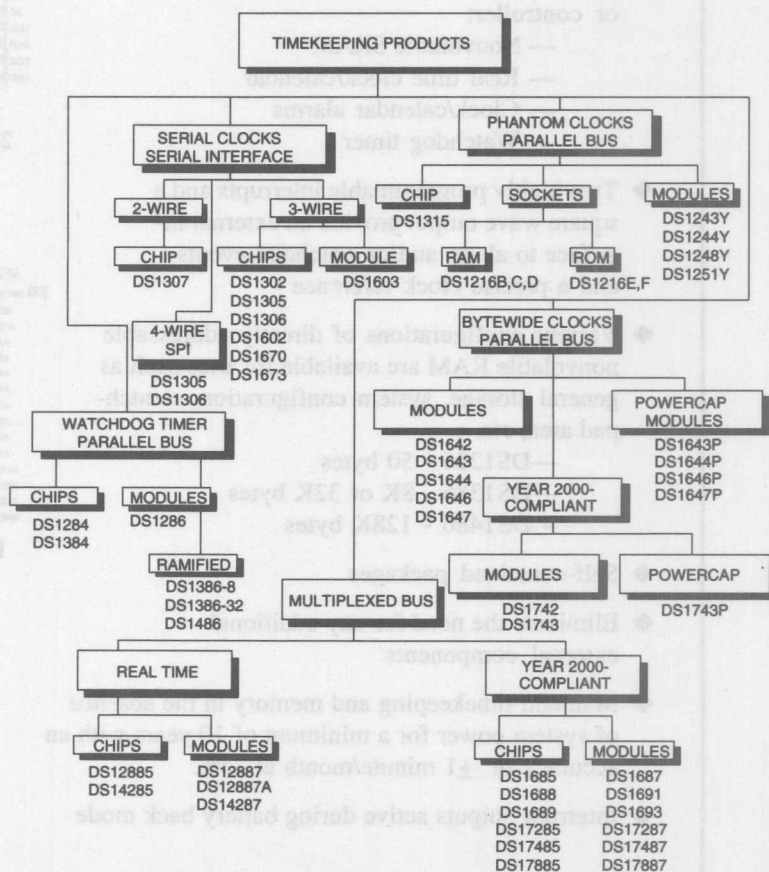 TIMEKEEPING PRODUCTS
SERIAL CLOCKS
SERIAL INTERFACE
PHANTOM CLOCKS
PARALLEL BUS
2-WIRE
3-WIRE
CHIP
DS1315
SOCKETS
MODULES
DS1243Y
DS1244Y
DS1248Y
DS1251Y
CHIP
DS1307
CHIPS
DS1302
DS1305
DS1306
DS1602
DS1670
DS1673
MODULE
DS1603
RAM
DS1216B,C,D
ROM
DS1216E,F
4-WIRE
SPI
DS1305
DS1306
BYTEWIDE CLOCKS
PARALLEL BUS
WATCHDOG TIMER
PARALLEL BUS
MODULES
DS1642
DS1643
DS1644
DS1646
DS1647
POWERCAP
MODULES
DS1643P
DS1644P
DS1646P
DS1647P
CHIPS
DS1284
DS1384
MODULES
DS1286
YEAR 2000-
COMPLIANT
RAMIFIED
DS1386-8
DS1386-32
DS1486
MULTIPLEXED BUS
MODULES
DS1742
DS1743
POWERCAP
DS1743P
REAL TIME
YEAR 2000-
COMPLIANT
CHIPS
DS12885
DS14285
MODULES
DS12887
DS12887A
DS14287
CHIPS
DS1685
DS1688
DS1689
DS17285
DS17485
DS17885
MODULES
DS1687
DS1691
DS1693
DS17287
DS17487
DS17887